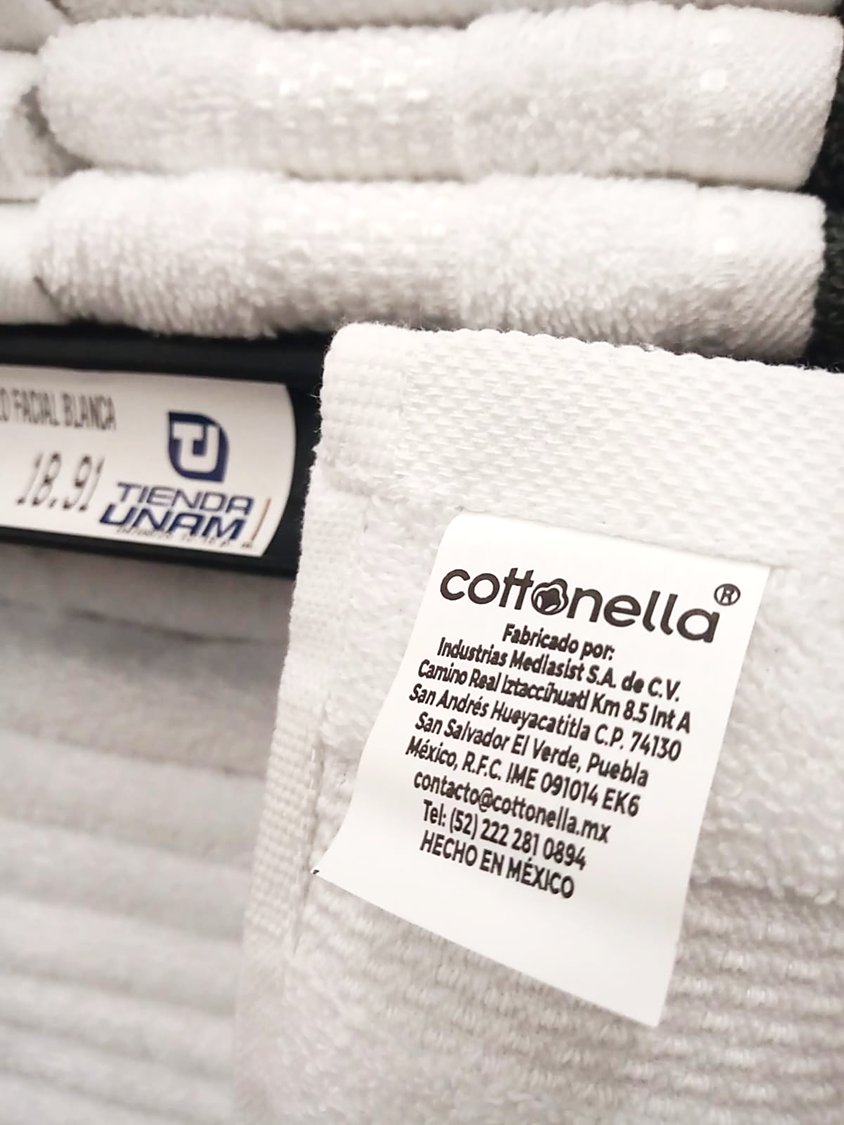 FACIAL BLANCA
18.91
TU
TIENDA
UNAM
cottonella®
Fabricado por:
Industrias Medlasist S.A. de C.V.
Camino Real Iztaccíhuatl Km 8.5 Int A
San Andrés Hueyacatitla C.P. 74130
San Salvador El Verde, Puebla
México, R.F.C. IME 091014 EK6
contacto@cottonella.mx
Tel: (52) 222 281 0894
HECHO EN MÉXICO